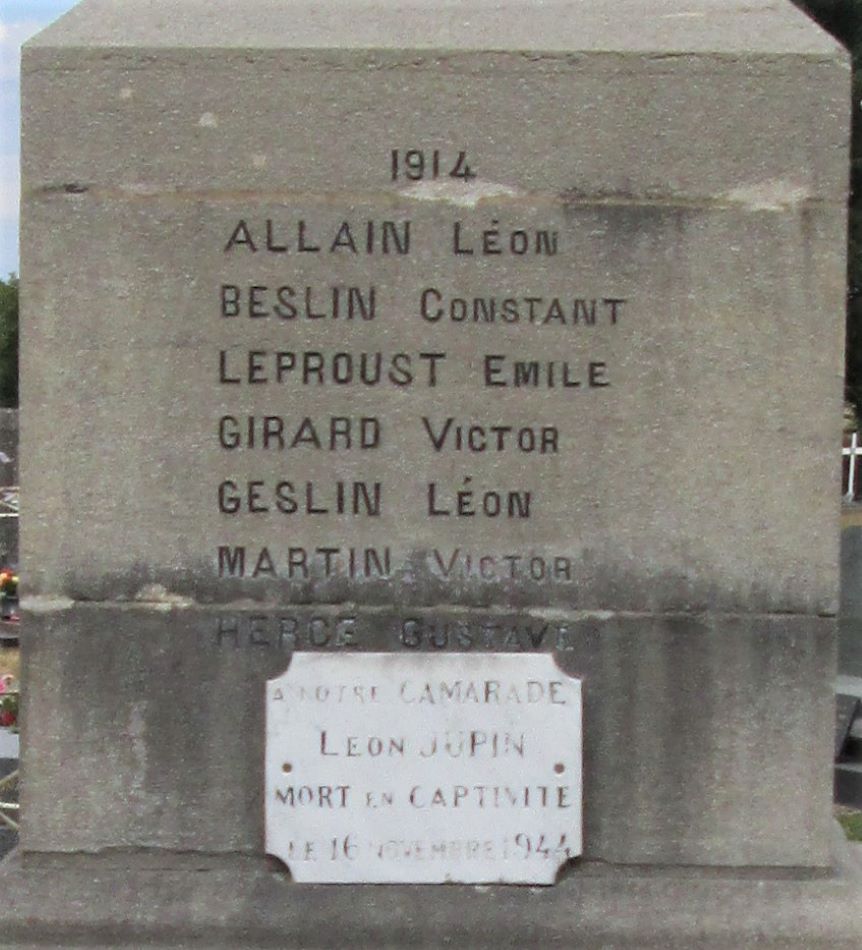 1914
ALLAIN LÉON
BESLIN CONSTANT
LEPROUST EMILE
GIRARD VICTOR
GESLIN LÉON
MARTIN VICTOR
HERCÉ GUSTAVE
A NOTRE CAMARADE
LEON JUPIN
MORT EN CAPTIVITE
LE 16 NOVEMBRE 1944